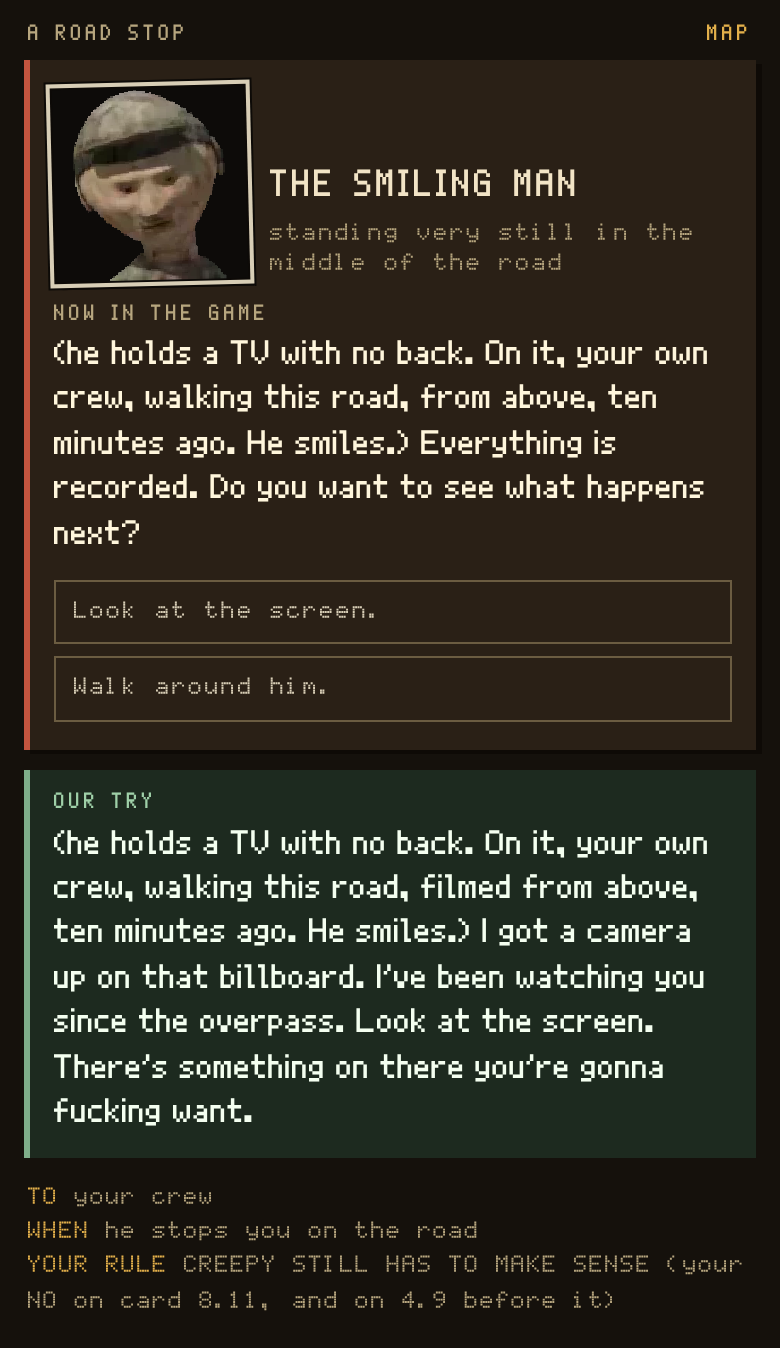 A ROAD STOP
MAP
THE SMILING MAN
standing very still in the
middle of the road
NOW IN THE GAME
(he holds a TV with no back. On it, your own
crew, walking this road, from above, ten
minutes ago. He smiles.) Everything is
recorded. Do you want to see what happens
next?
Look at the screen.
Walk around him.
OUR TRY
(he holds a TV with no back. On it, your own
crew, walking this road, filmed from above,
ten minutes ago. He smiles.) I got a camera
up on that billboard. I've been watching you
since the overpass. Look at the screen.
There's something on there you're gonna
fucking want.
TO your crew
WHEN he stops you on the road
YOUR RULE CREEPY STILL HAS TO MAKE SENSE (your
NO on card 8.11, and on 4.9 before it)